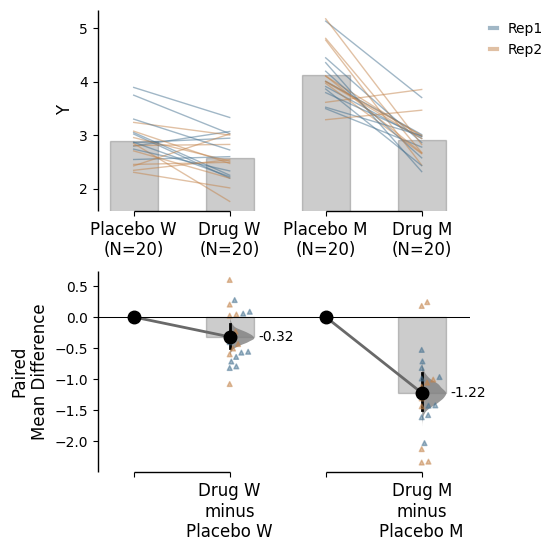 5
4
3
2
Y
Rep1
Rep2
Placebo W
(N=20)
Drug W
(N=20)
Placebo M
(N=20)
Drug M
(N=20)
0.5
0.0
−0.5
−1.0
−1.5
−2.0
Paired
Mean Difference
-0.32
-1.22
Drug W
minus
Placebo W
Drug M
minus
Placebo M